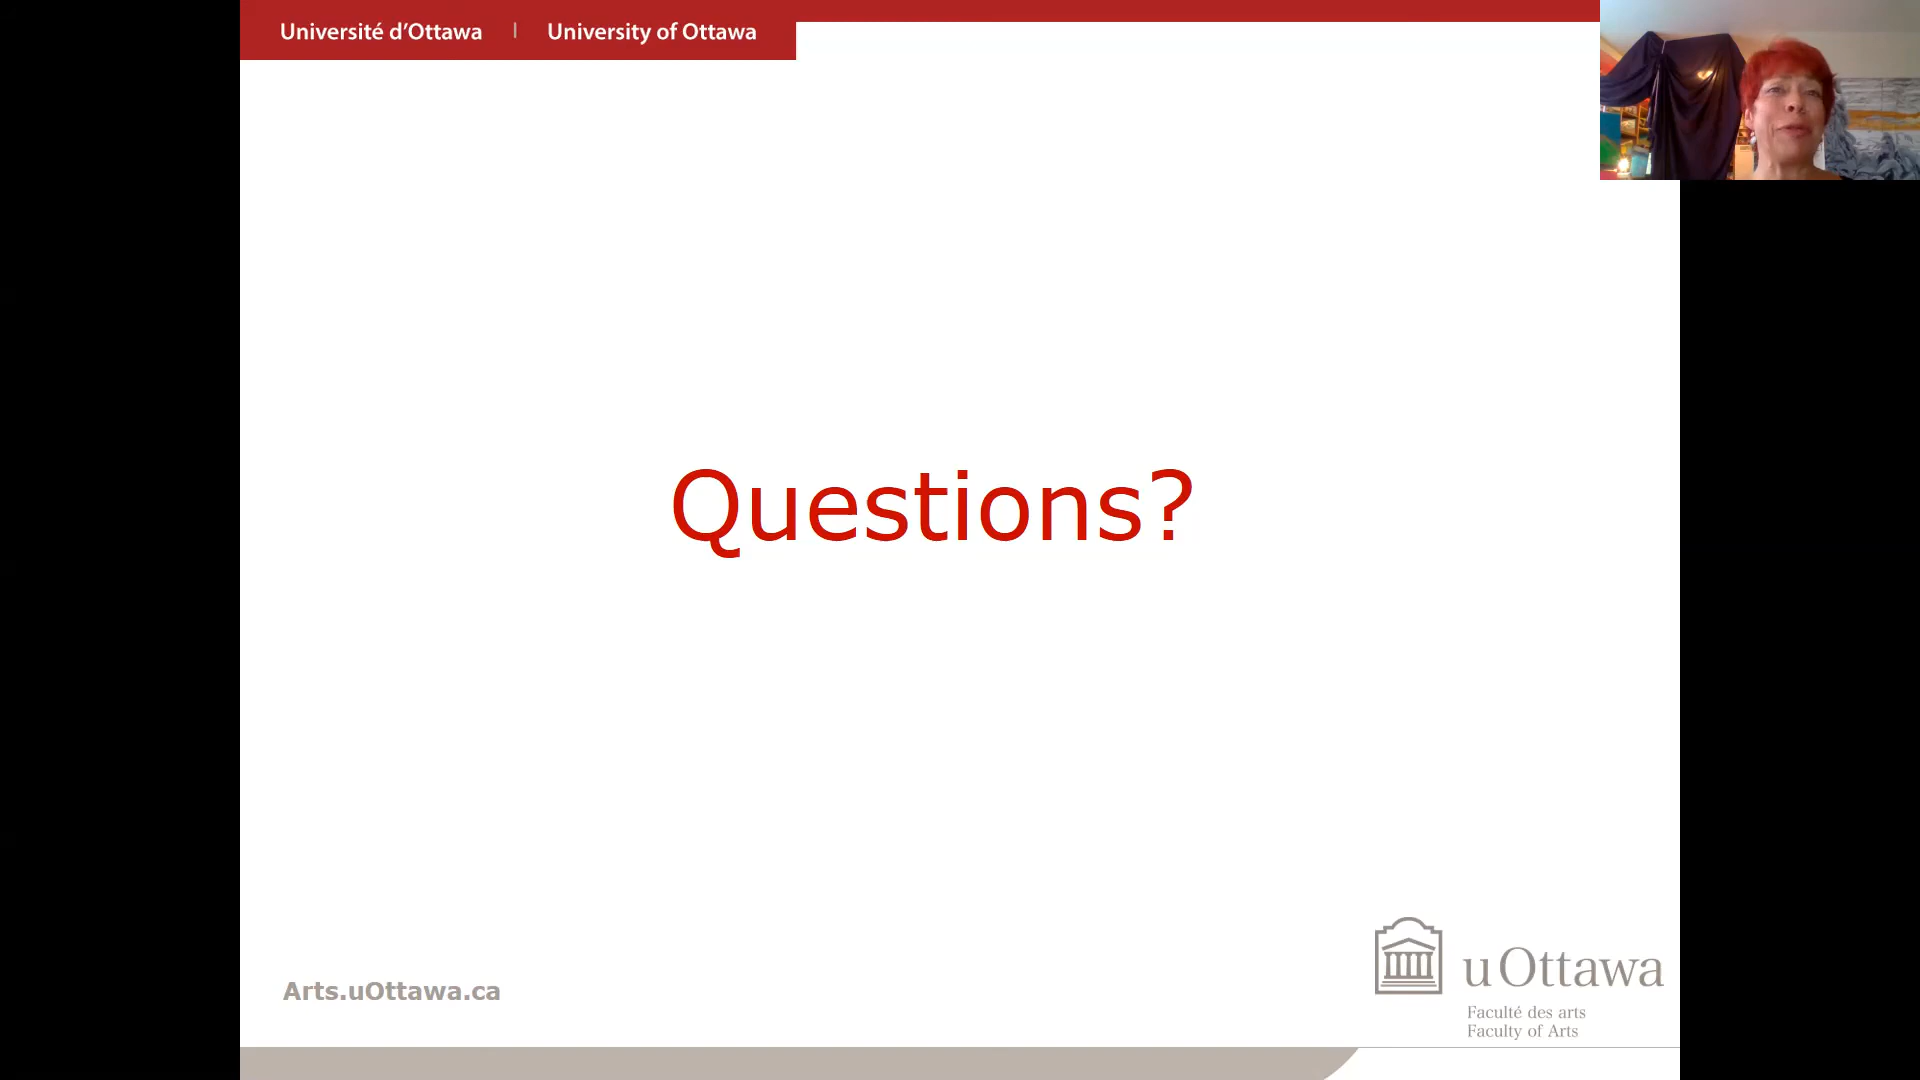 Université d'Ottawa | University of Ottawa
Questions?
Arts.uOttawa.ca
uOttawa
Faculté des arts
Faculty of Arts